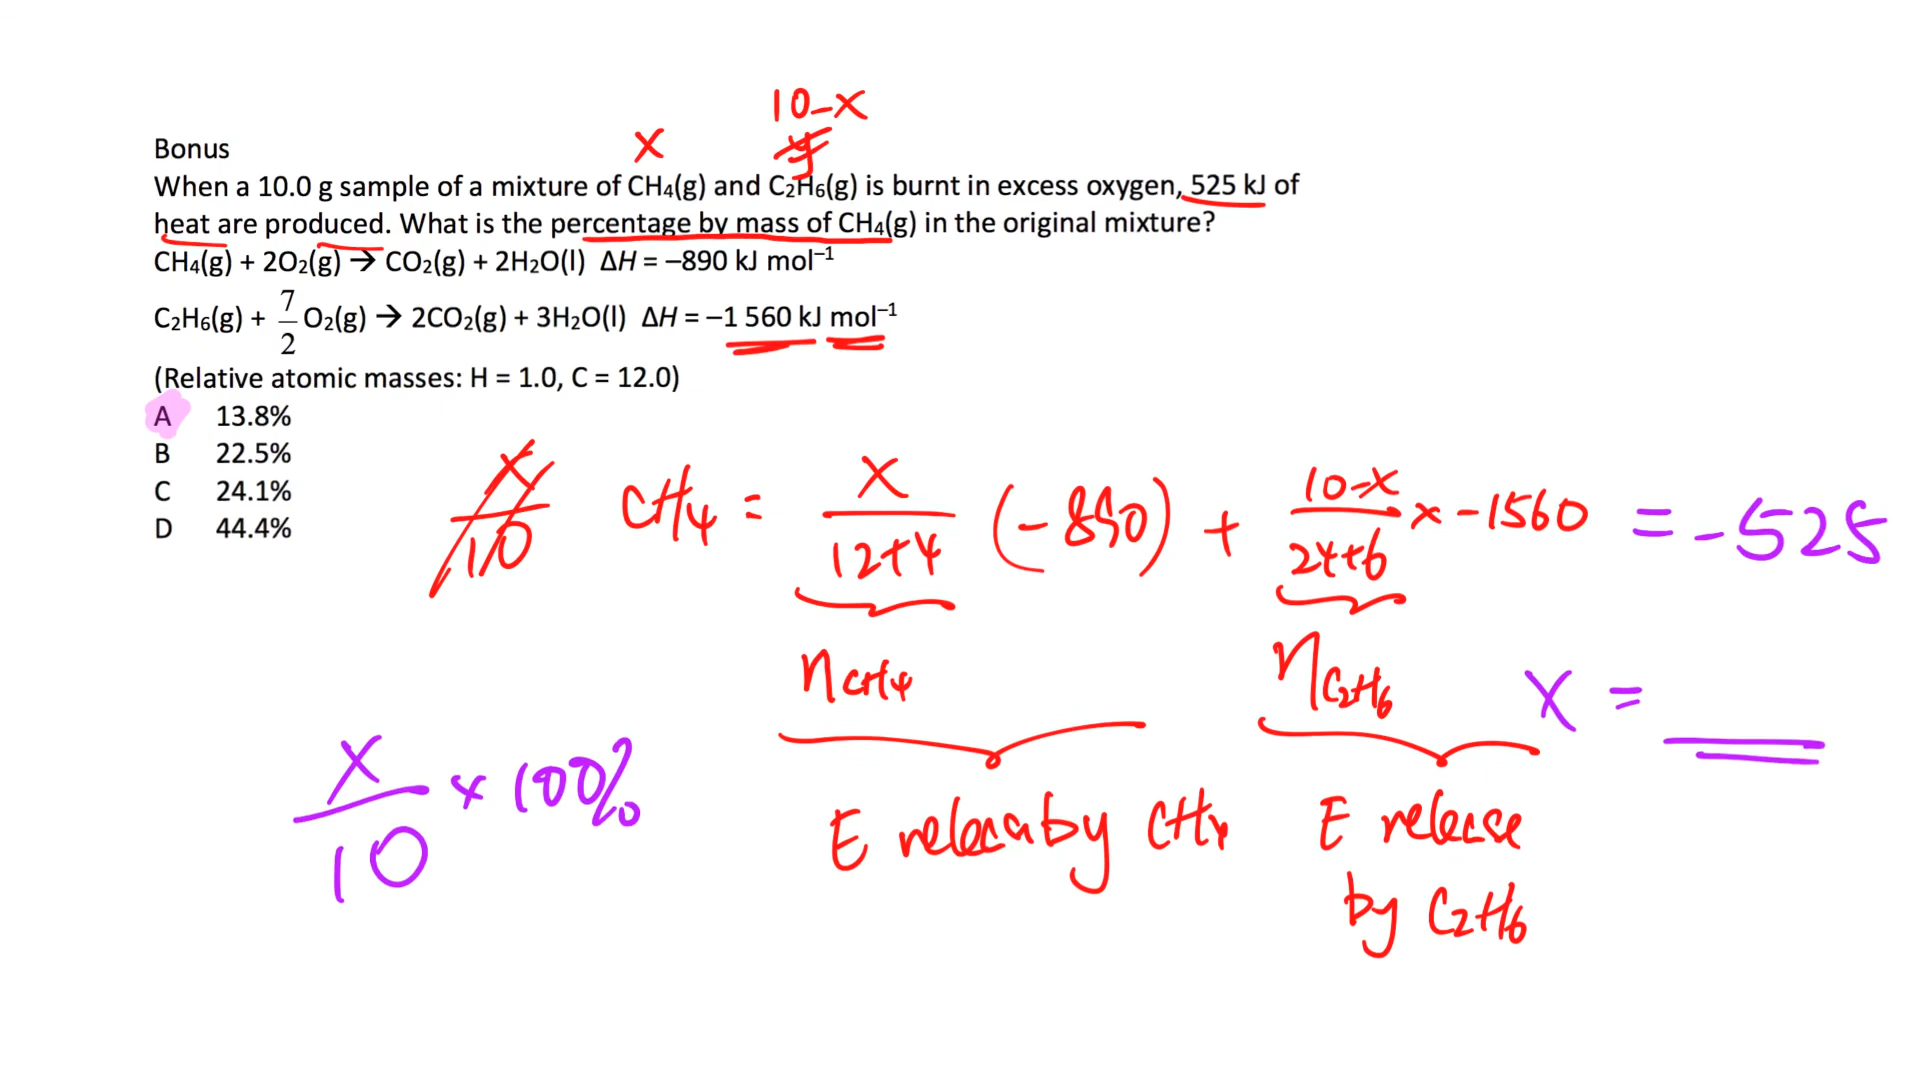 10-x
x
y
Bonus
When a 10.0 g sample of a mixture of CH4(g) and C2H6(g) is burnt in excess oxygen, 525 kJ of
heat are produced. What is the percentage by mass of CH4(g) in the original mixture?
CH4(g) + 2O2(g) → CO2(g) + 2H2O(l) ΔH = −890 kJ mol⁻¹
C2H6(g) + 7/2 O2(g) → 2CO2(g) + 3H2O(l) ΔH = −1 560 kJ mol⁻¹
(Relative atomic masses: H = 1.0, C = 12.0)
A 13.8%
B 22.5%
C 24.1%
D 44.4%
x/10
CH4 = x/(12+4) (-890) + (10-x)/(24+6) x -1560 = -525
nCH4
nC2H6
x =
x/10 × 100%
E release by CH4
E release
by C2H6